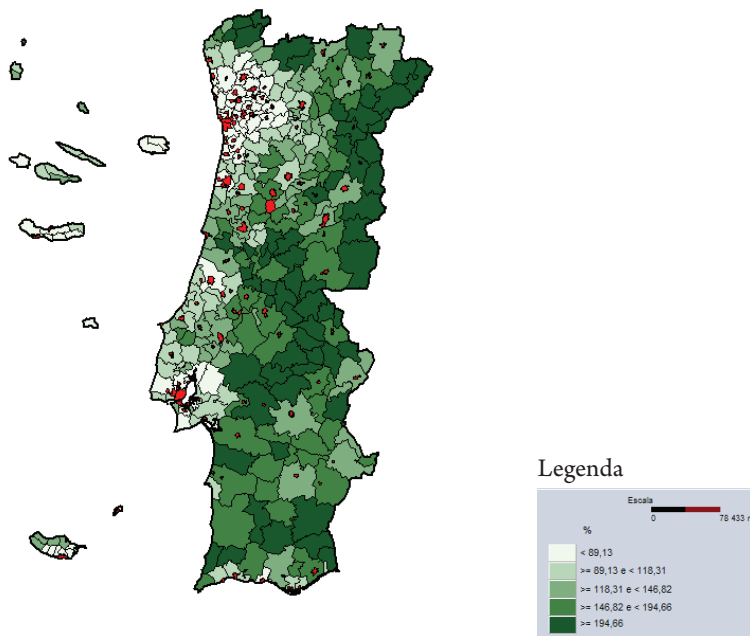 Legenda
Escala
0 78 433 m
%
< 89,13
>= 89,13 e < 118,31
>= 118,31 e < 146,82
>= 146,82 e < 194,66
>= 194,66